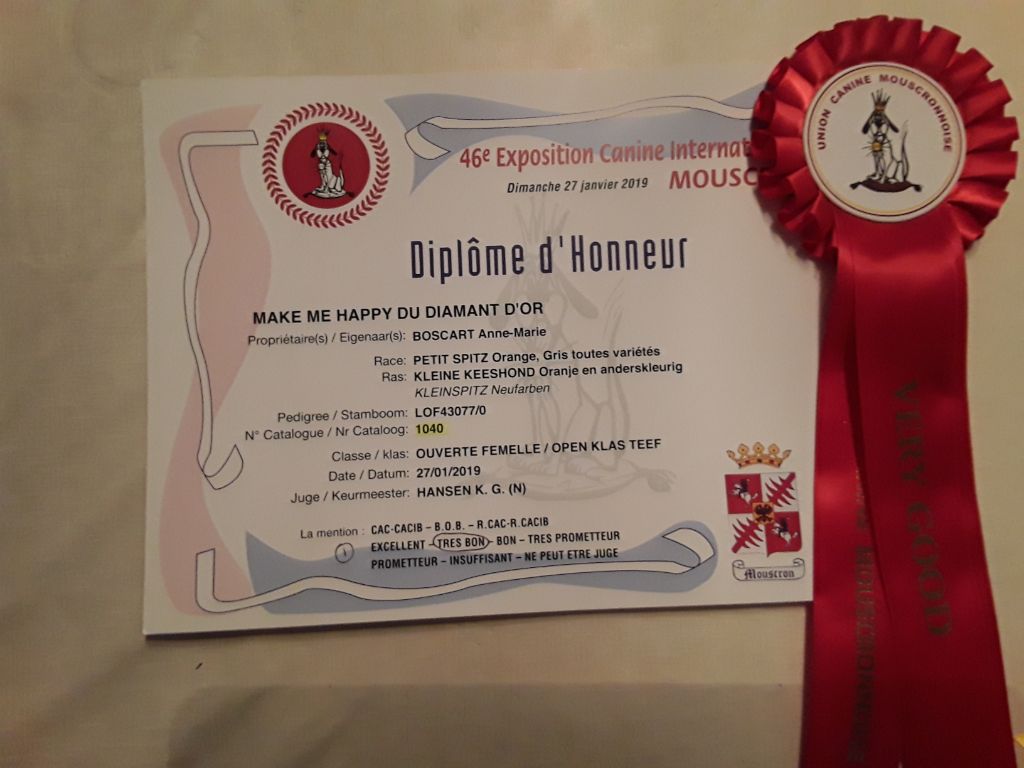 46e Exposition Canine Internat
Dimanche 27 janvier 2019 MOUSC
UNION CANINE MOUSCRONNOISE
Diplôme d'Honneur
MAKE ME HAPPY DU DIAMANT D'OR
Propriétaire(s) / Eigenaar(s): BOSCART Anne-Marie
Race: PETIT SPITZ Orange, Gris toutes variétés
Ras: KLEINE KEESHOND Oranje en anderskleurig
KLEINSPITZ Neufarben
Pedigree / Stamboom: LOF43077/0
N° Catalogue / Nr Cataloog: 1040
Classe / klas: OUVERTE FEMELLE / OPEN KLAS TEEF
Date / Datum: 27/01/2019
Juge / Keurmeester: HANSEN K. G. (N)
La mention : CAC-CACIB – B.O.B. – R.CAC-R.CACIB
1 EXCELLENT – TRES BON – BON – TRES PROMETTEUR
PROMETTEUR – INSUFFISANT – NE PEUT ETRE JUGE
Mouscron
VERY GOOD